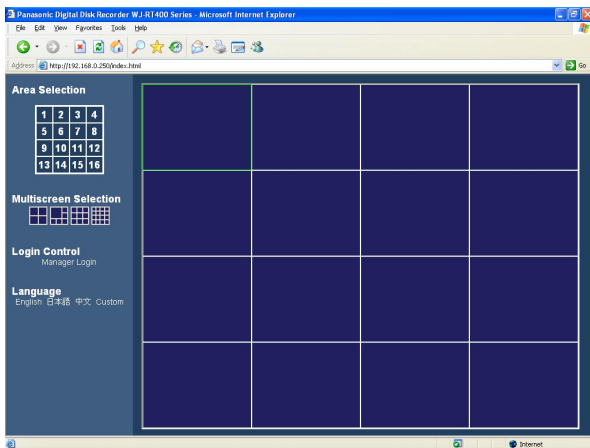 Panasonic Digital Disk Recorder WJ-RT400 Series - Microsoft Internet Explorer
File Edit View Favorites Tools Help
Address http://192.168.0.250/index.html Go
Area Selection
1 2 3 4
5 6 7 8
9 10 11 12
13 14 15 16
Multiscreen Selection
Login Control
Manager Login
Language
English 日本語 中文 Custom
Internet